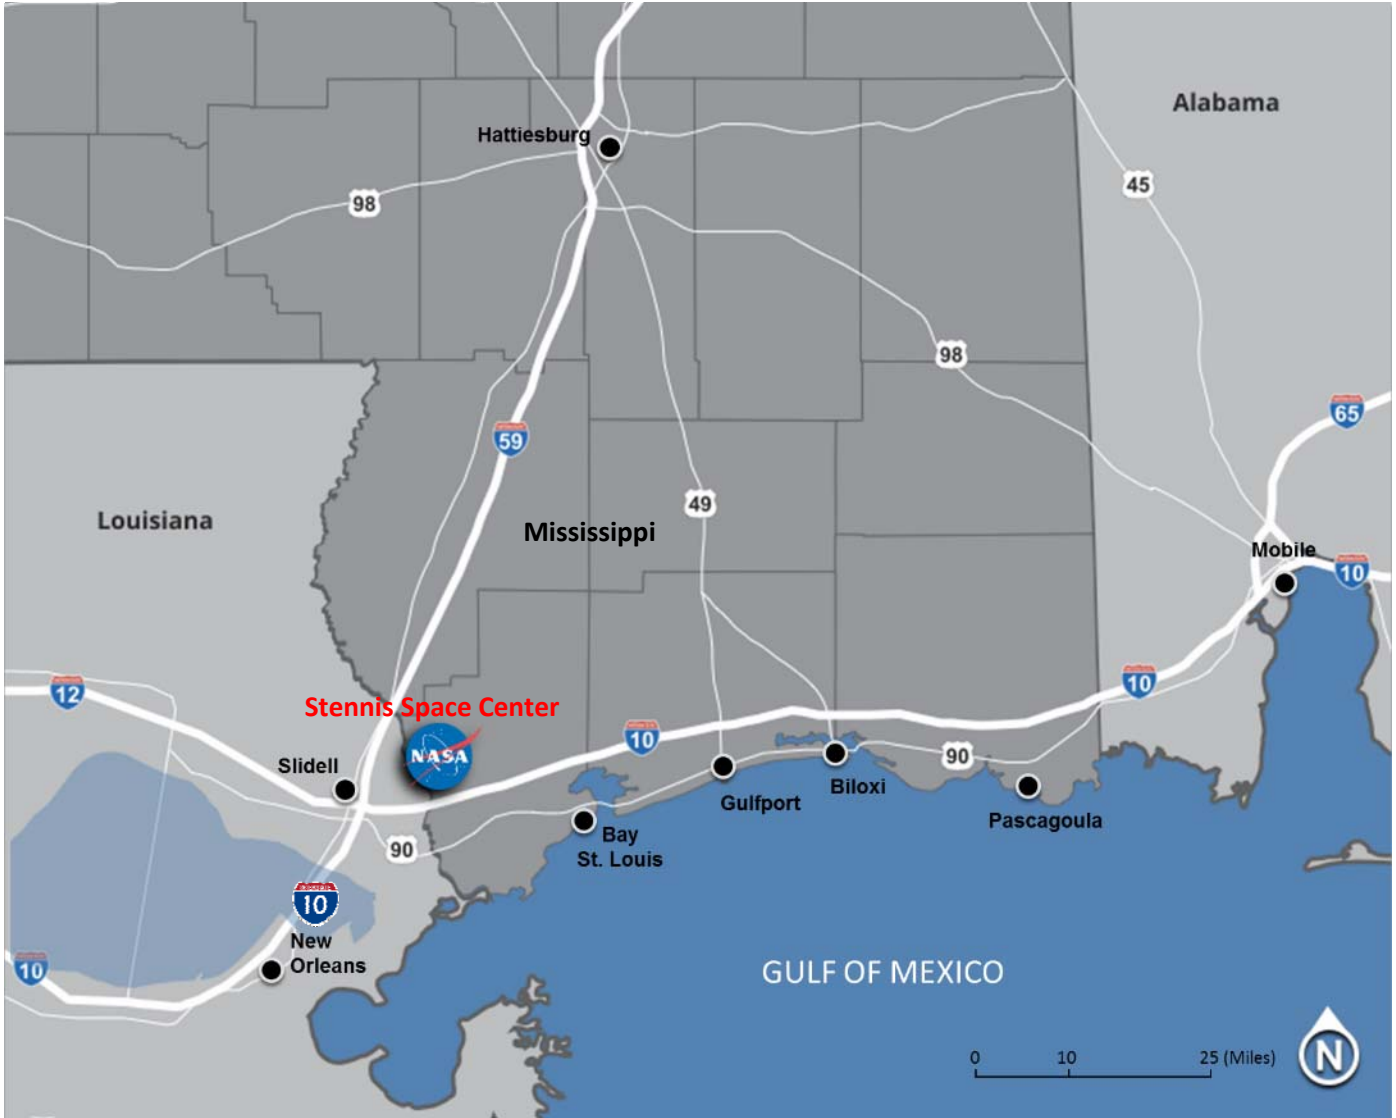 Alabama
Hattiesburg
45
98
98
65
59
49
Louisiana
Mississippi
Mobile
10
12
10
Stennis Space Center
10
NASA
90
Slidell
Biloxi
Gulfport
Pascagoula
Bay
St. Louis
90
10
New
Orleans
10
GULF OF MEXICO
0 10 25 (Miles)
N